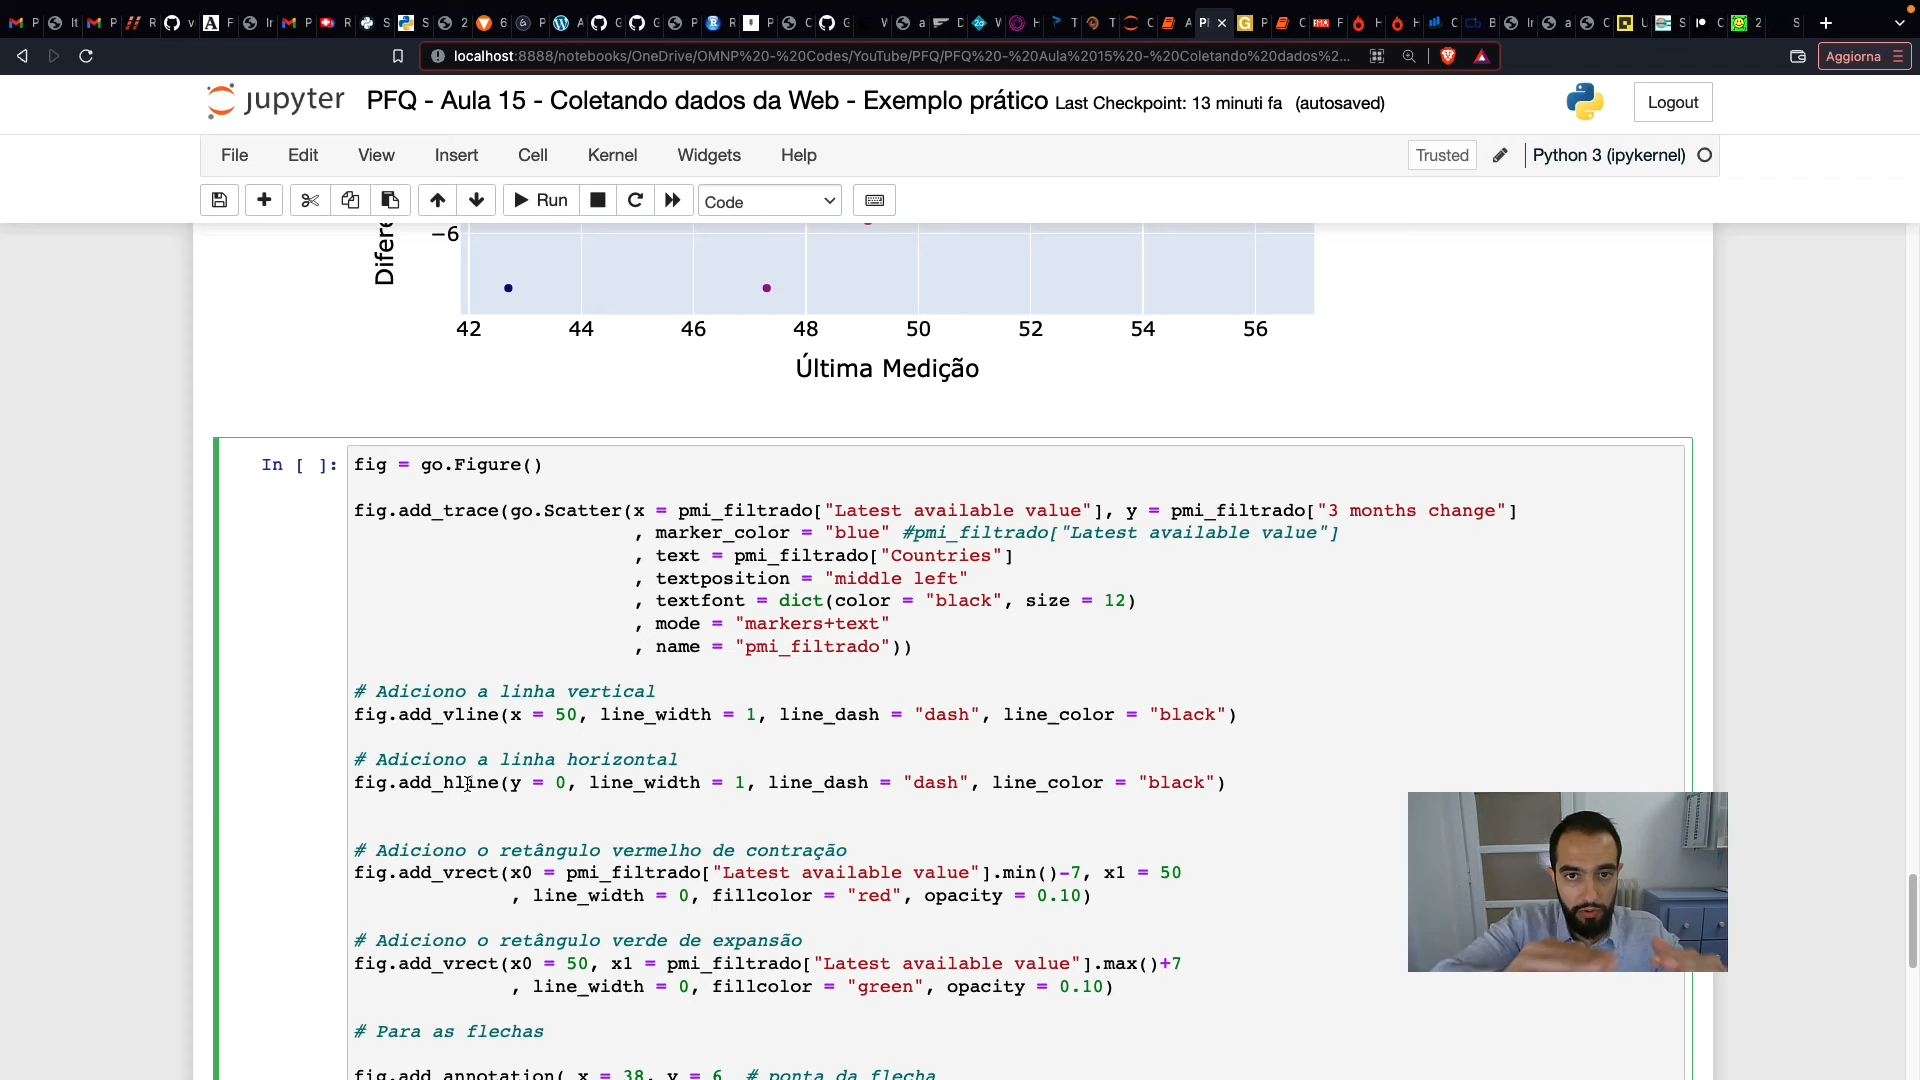 localhost:8888/notebooks/OneDrive/OMNP%20-%20Codes/YouTube/PFQ/PFQ%20-%20Aula%2015%20-%20Coletando%20dados%2...
Aggiorna
jupyter PFQ - Aula 15 - Coletando dados da Web - Exemplo prático Last Checkpoint: 13 minuti fa (autosaved)
Logout
File Edit View Insert Cell Kernel Widgets Help
Trusted Python 3 (ipykernel)
Run Code
Difere
−6
42 44 46 48 50 52 54 56
Última Medição
In [ ]: fig = go.Figure()
fig.add_trace(go.Scatter(x = pmi_filtrado["Latest available value"], y = pmi_filtrado["3 months change"]
, marker_color = "blue" #pmi_filtrado["Latest available value"]
, text = pmi_filtrado["Countries"]
, textposition = "middle left"
, textfont = dict(color = "black", size = 12)
, mode = "markers+text"
, name = "pmi_filtrado"))
# Adiciono a linha vertical
fig.add_vline(x = 50, line_width = 1, line_dash = "dash", line_color = "black")
# Adiciono a linha horizontal
fig.add_hline(y = 0, line_width = 1, line_dash = "dash", line_color = "black")
# Adiciono o retângulo vermelho de contração
fig.add_vrect(x0 = pmi_filtrado["Latest available value"].min()-7, x1 = 50
, line_width = 0, fillcolor = "red", opacity = 0.10)
# Adiciono o retângulo verde de expansão
fig.add_vrect(x0 = 50, x1 = pmi_filtrado["Latest available value"].max()+7
, line_width = 0, fillcolor = "green", opacity = 0.10)
# Para as flechas
fig.add_annotation( x = 38, y = 6 # ponta da flecha